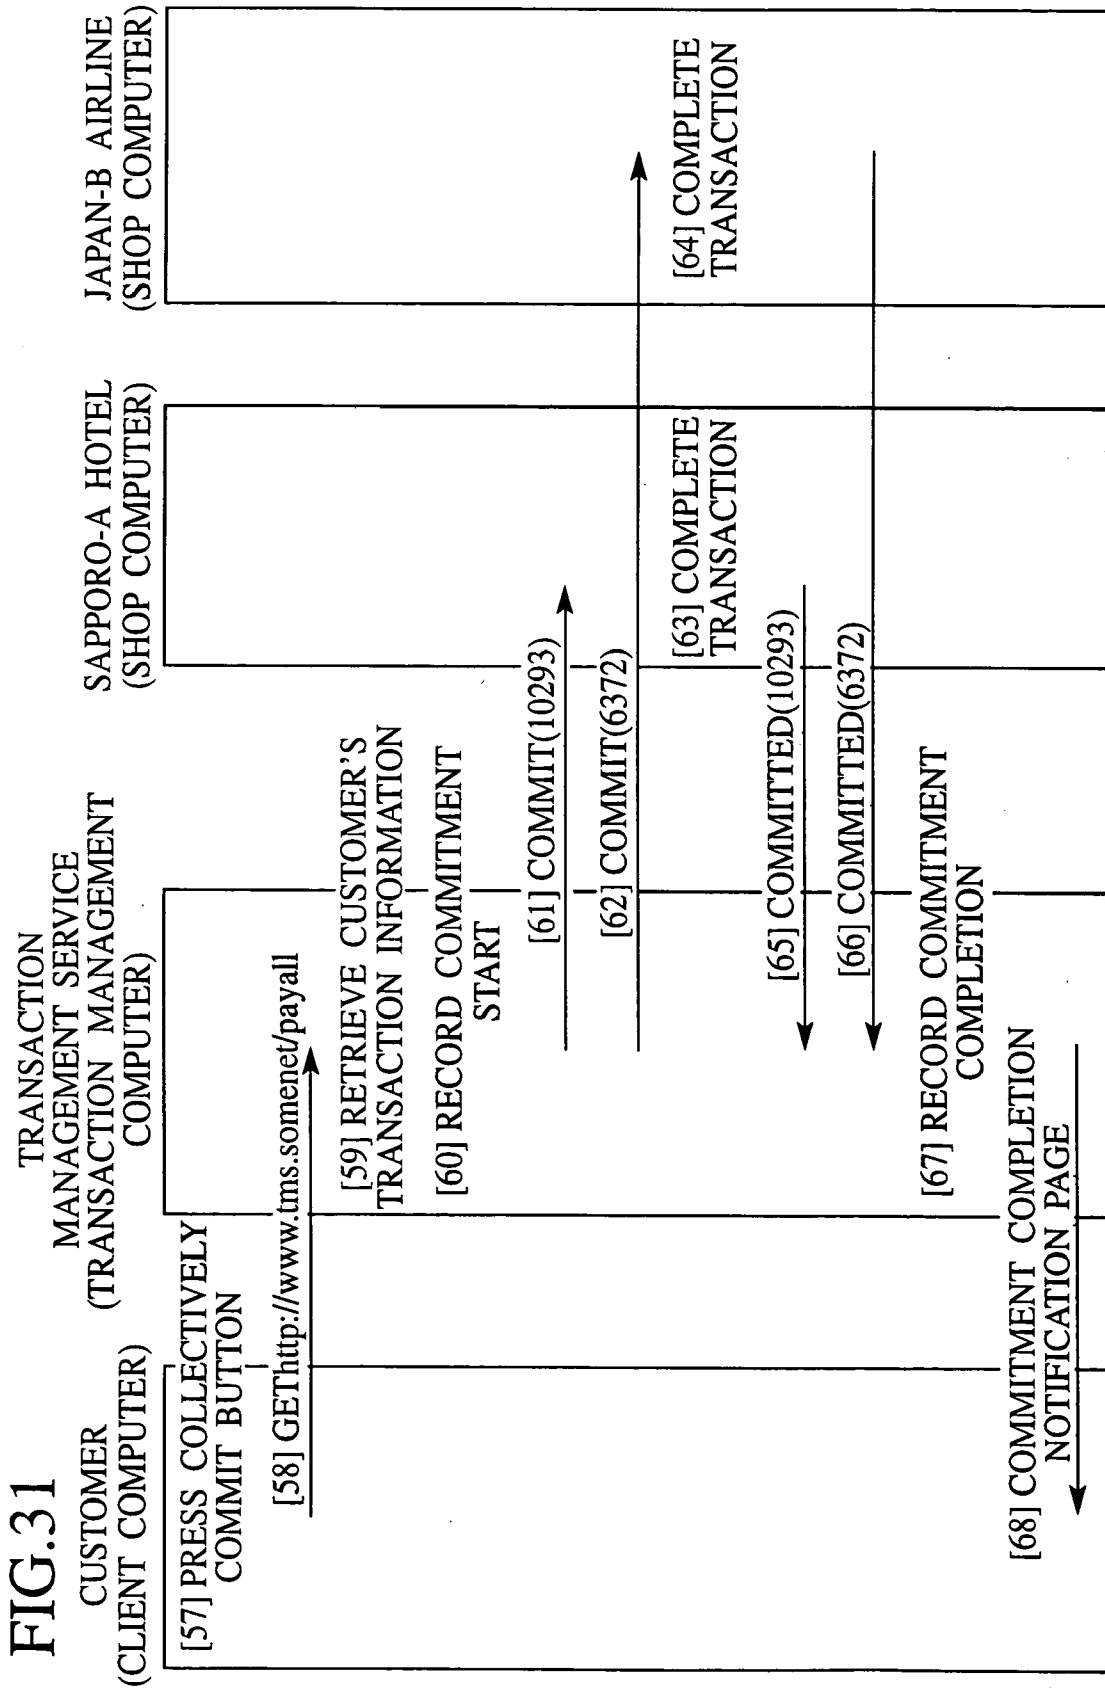 FIG.31
CUSTOMER
(CLIENT COMPUTER)
TRANSACTION
MANAGEMENT SERVICE
(TRANSACTION MANAGEMENT
COMPUTER)
SAPPORO-A HOTEL
(SHOP COMPUTER)
JAPAN-B AIRLINE
(SHOP COMPUTER)
[57] PRESS COLLECTIVELY
COMMIT BUTTON
[58] GEThttp://www.tms.somenet/payall
[59] RETRIEVE CUSTOMER'S
TRANSACTION INFORMATION
[60] RECORD COMMITMENT
START
[61] COMMIT(10293)
[62] COMMIT(6372)
[63] COMPLETE
TRANSACTION
[64] COMPLETE
TRANSACTION
[65] COMMITTED(10293)
[66] COMMITTED(6372)
[67] RECORD COMMITMENT
COMPLETION
[68] COMMITMENT COMPLETION
NOTIFICATION PAGE